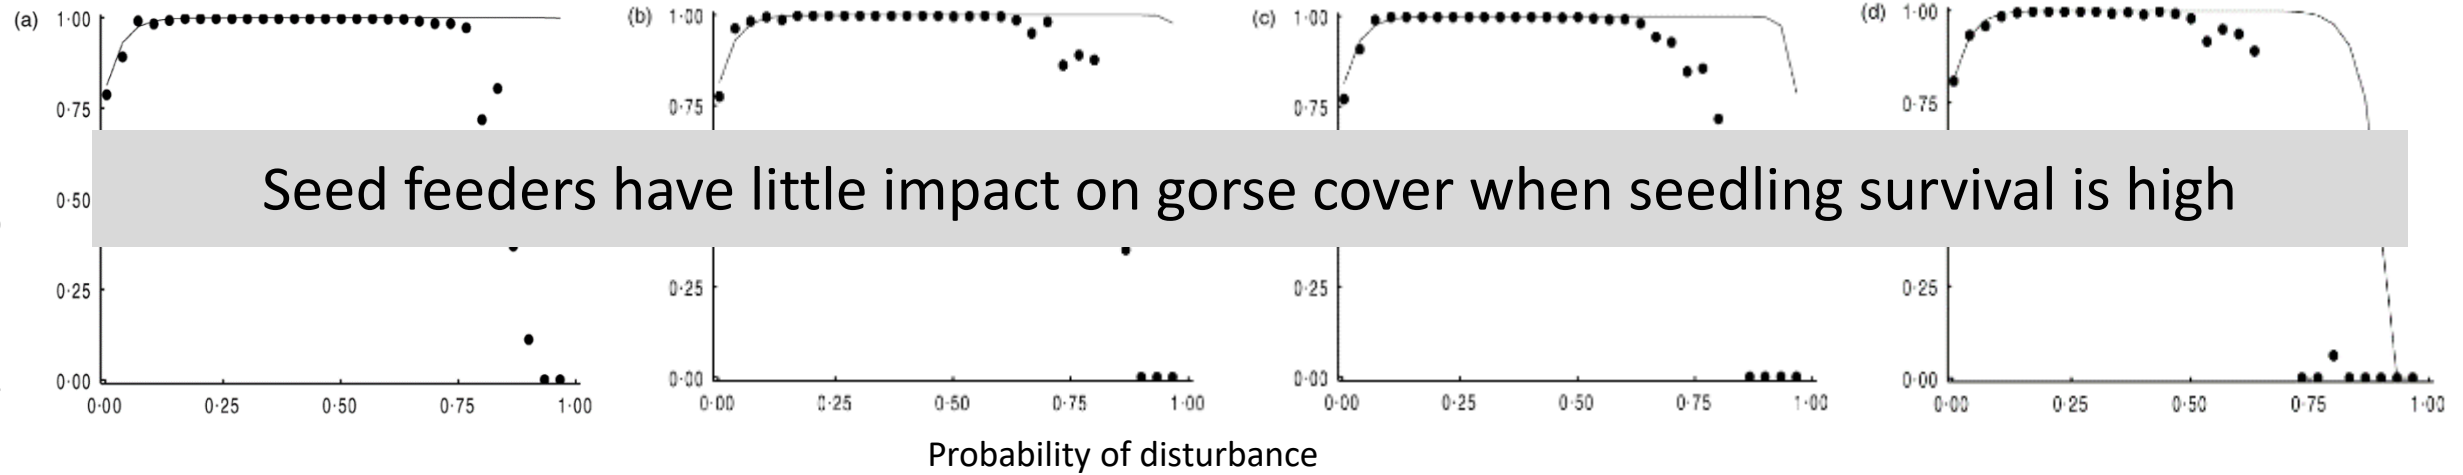 (a) (b) (c) (d)
1·00 1·00 1·00 1·00
0·75 0·75 0·75 0·75
Seed feeders have little impact on gorse cover when seedling survival is high
0·50
0·25 0·25 0·25 0·25
0·00 0·00 0·00 0·00
0·00 0·25 0·50 0·75 1·00 0·00 0·25 0·50 0·75 1·00 0·00 0·25 0·50 0·75 1·00 0·00 0·25 0·50 0·75 1·00
Probability of disturbance